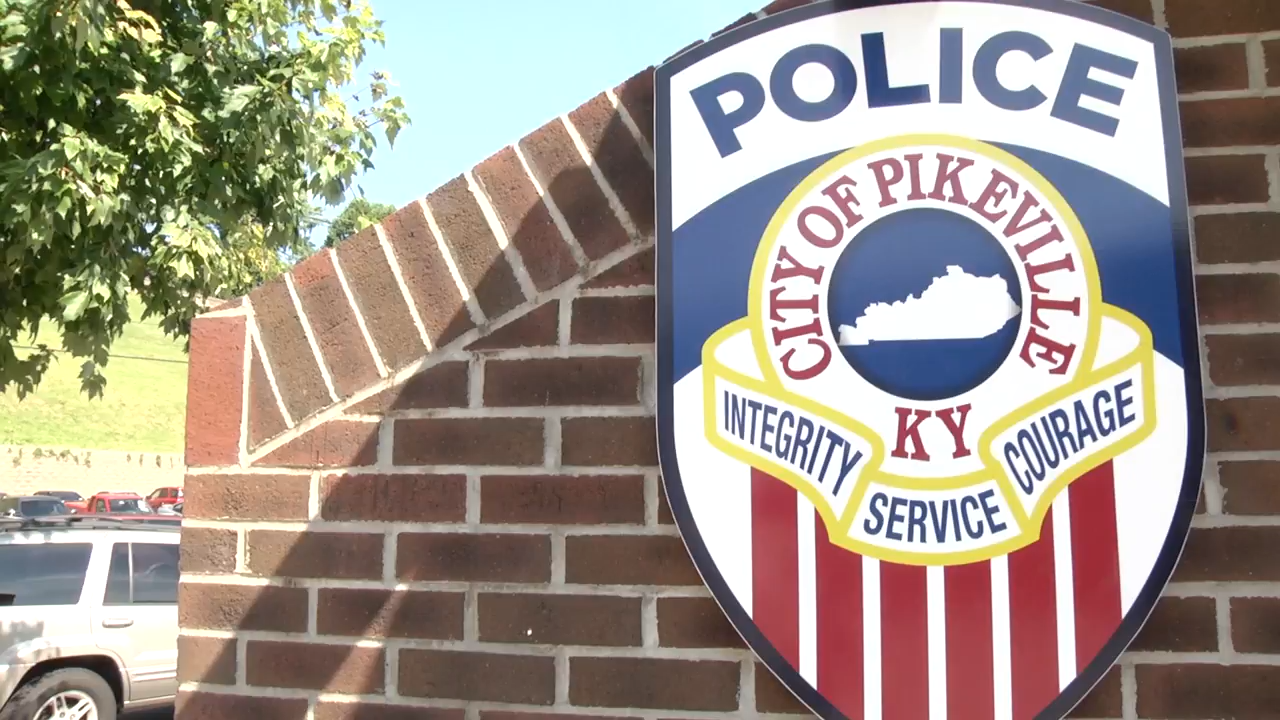 POLICE
CITY OF PIKEVILLE
KY
INTEGRITY
SERVICE
COURAGE